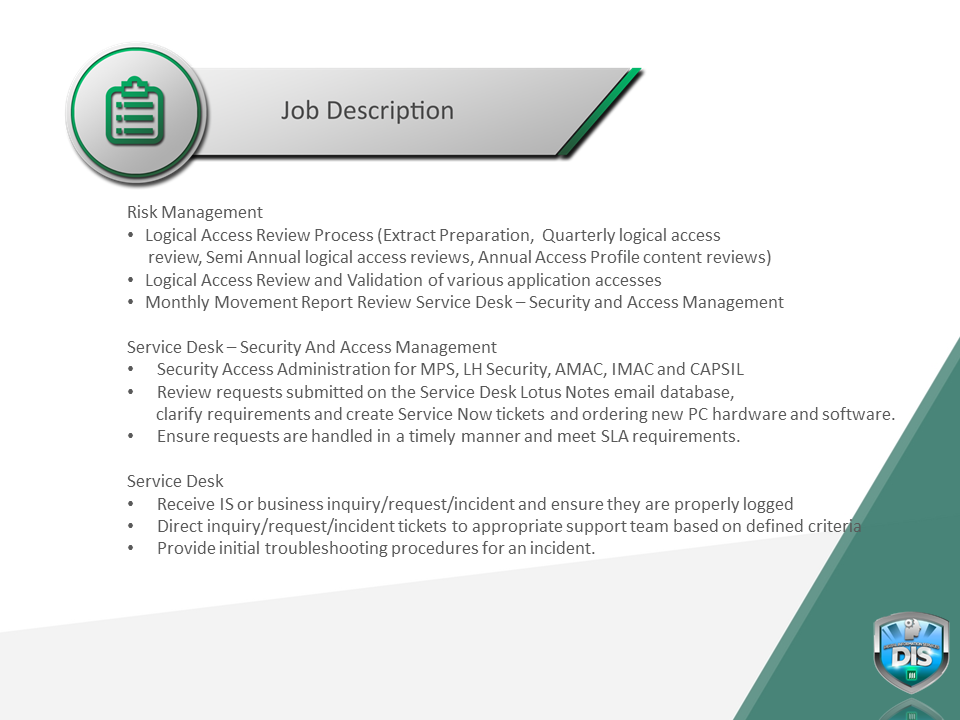 Job Description
Risk Management
• Logical Access Review Process (Extract Preparation, Quarterly logical access
review, Semi Annual logical access reviews, Annual Access Profile content reviews)
• Logical Access Review and Validation of various application accesses
• Monthly Movement Report Review Service Desk – Security and Access Management
Service Desk – Security And Access Management
• Security Access Administration for MPS, LH Security, AMAC, IMAC and CAPSIL
• Review requests submitted on the Service Desk Lotus Notes email database,
clarify requirements and create Service Now tickets and ordering new PC hardware and software.
• Ensure requests are handled in a timely manner and meet SLA requirements.
Service Desk
• Receive IS or business inquiry/request/incident and ensure they are properly logged
• Direct inquiry/request/incident tickets to appropriate support team based on defined criteria
• Provide initial troubleshooting procedures for an incident.
DIS